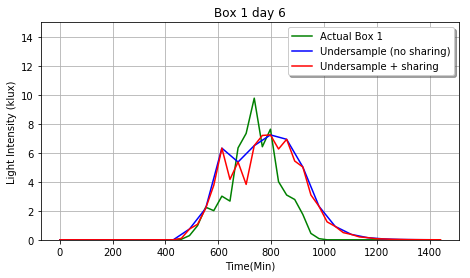 Box 1 day 6
Actual Box 1
Undersample (no sharing)
Undersample + sharing
Light Intensity (klux)
14
12
10
8
6
4
2
0
0 200 400 600 800 1000 1200 1400
Time(Min)